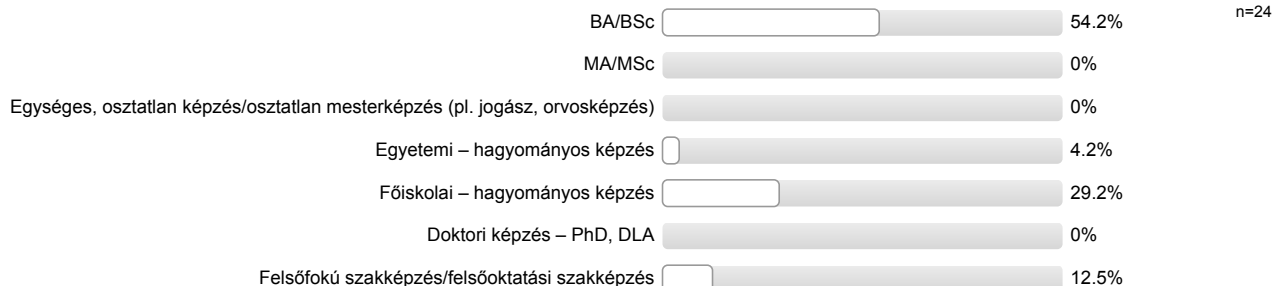 BA/BSc 54.2% n=24
MA/MSc 0%
Egységes, osztatlan képzés/osztatlan mesterképzés (pl. jogász, orvosképzés) 0%
Egyetemi – hagyományos képzés 4.2%
Főiskolai – hagyományos képzés 29.2%
Doktori képzés – PhD, DLA 0%
Felsőfokú szakképzés/felsőoktatási szakképzés 12.5%